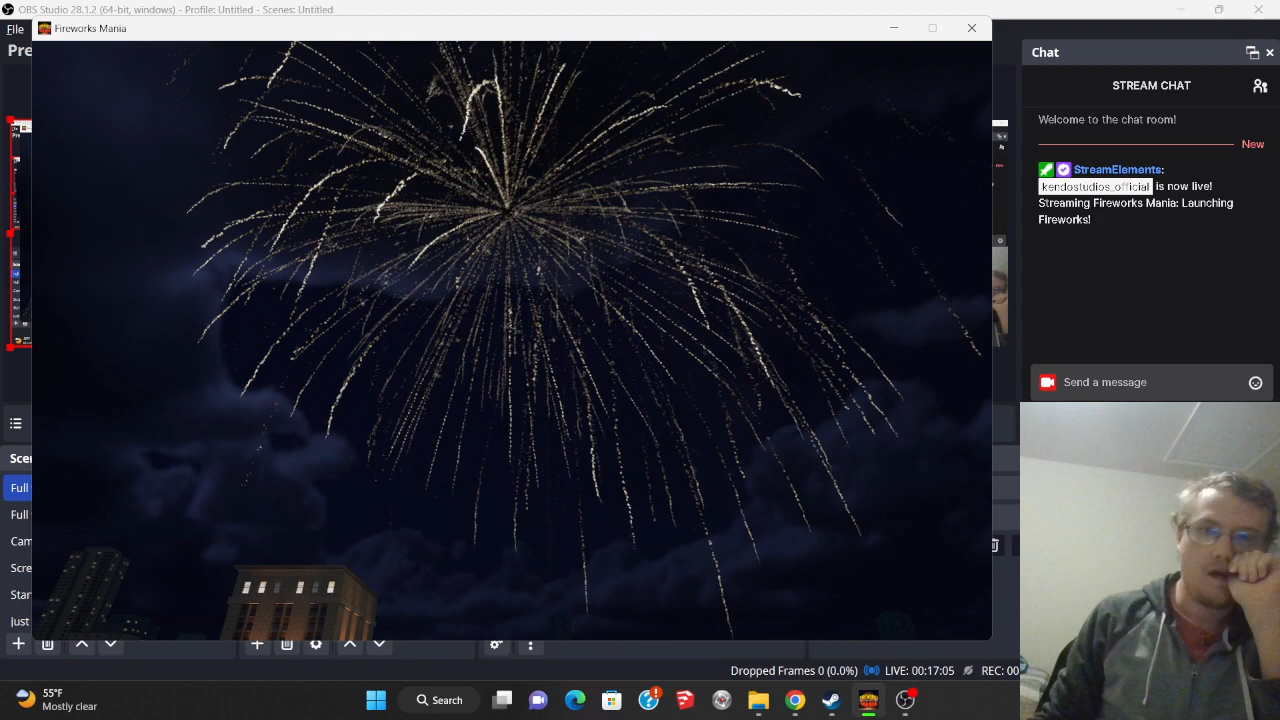 OBS Studio 28.1.2 (64-bit, windows) - Profile: Untitled - Scenes: Untitled
File
Fireworks Mania
Pre
Chat
STREAM CHAT
Welcome to the chat room!
New
StreamElements:
kendostudios_official is now live!
Streaming Fireworks Mania: Launching
Fireworks!
Send a message
Scen
Full
Full
Cam
Scre
Star
Just
Dropped Frames 0 (0.0%)
LIVE: 00:17:05
REC: 00
55°F
Mostly clear
Search